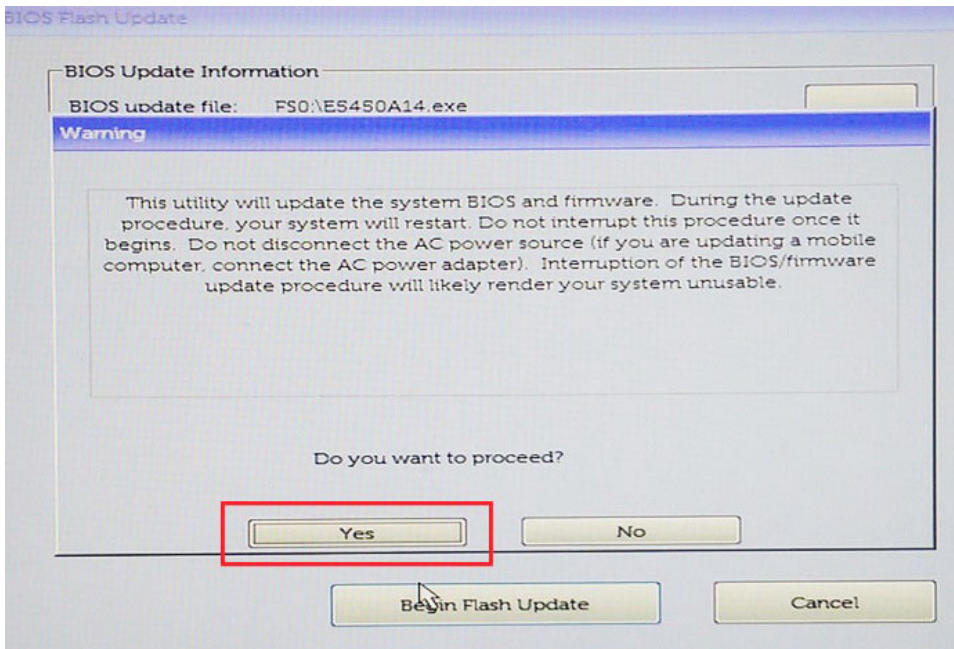 BIOS Flash Update
BIOS Update Information
BIOS update file: FS0:\E5450A14.exe
Warning
This utility will update the system BIOS and firmware. During the update
procedure, your system will restart. Do not interrupt this procedure once it
begins. Do not disconnect the AC power source (if you are updating a mobile
computer, connect the AC power adapter). Interruption of the BIOS/firmware
update procedure will likely render your system unusable.
Do you want to proceed?
Yes No
Begin Flash Update Cancel